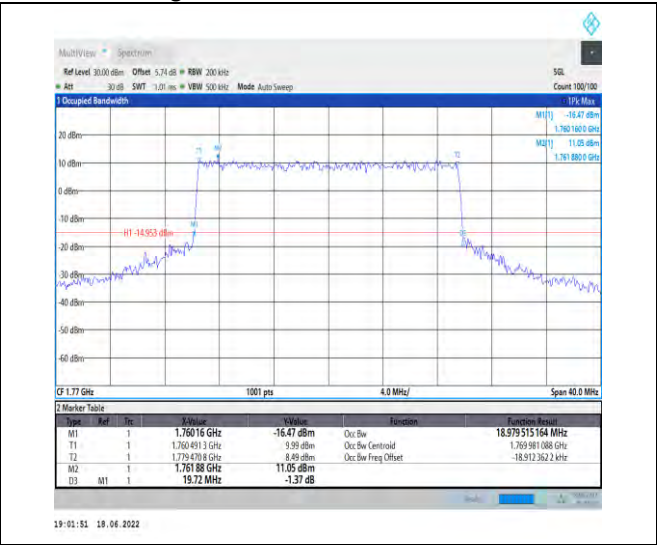 MultiView Spectrum
Ref Level 30.00 dBm Offset 5.74 dB RBW 200 kHz SGL
Att 30 dB SWT 1.01 ms VBW 500 kHz Mode Auto Sweep Count 100/100
1 Occupied Bandwidth 1Pk Max
M1[1] -16.47 dBm
1.760 160 0 GHz
M2[1] 11.05 dBm
1.761 880 0 GHz
20 dBm
10 dBm
0 dBm
-10 dBm
H1 -14.953 dBm
-20 dBm
-30 dBm
-40 dBm
-50 dBm
-60 dBm
CF 1.77 GHz 1001 pts 4.0 MHz/ Span 40.0 MHz
2 Marker Table
Type Ref Trc X-Value Y-Value Function Function Result
M1 1 1.760 16 GHz -16.47 dBm Occ Bw 18.979 515 164 MHz
T1 1 1.760 491 3 GHz 9.99 dBm Occ Bw Centroid 1.769 981 088 GHz
T2 1 1.779 470 8 GHz 8.49 dBm Occ Bw Freq Offset -18.912 362 2 kHz
M2 1 1.761 88 GHz 11.05 dBm
D3 M1 1 19.72 MHz -1.37 dB
19:01:51 18.06.2022